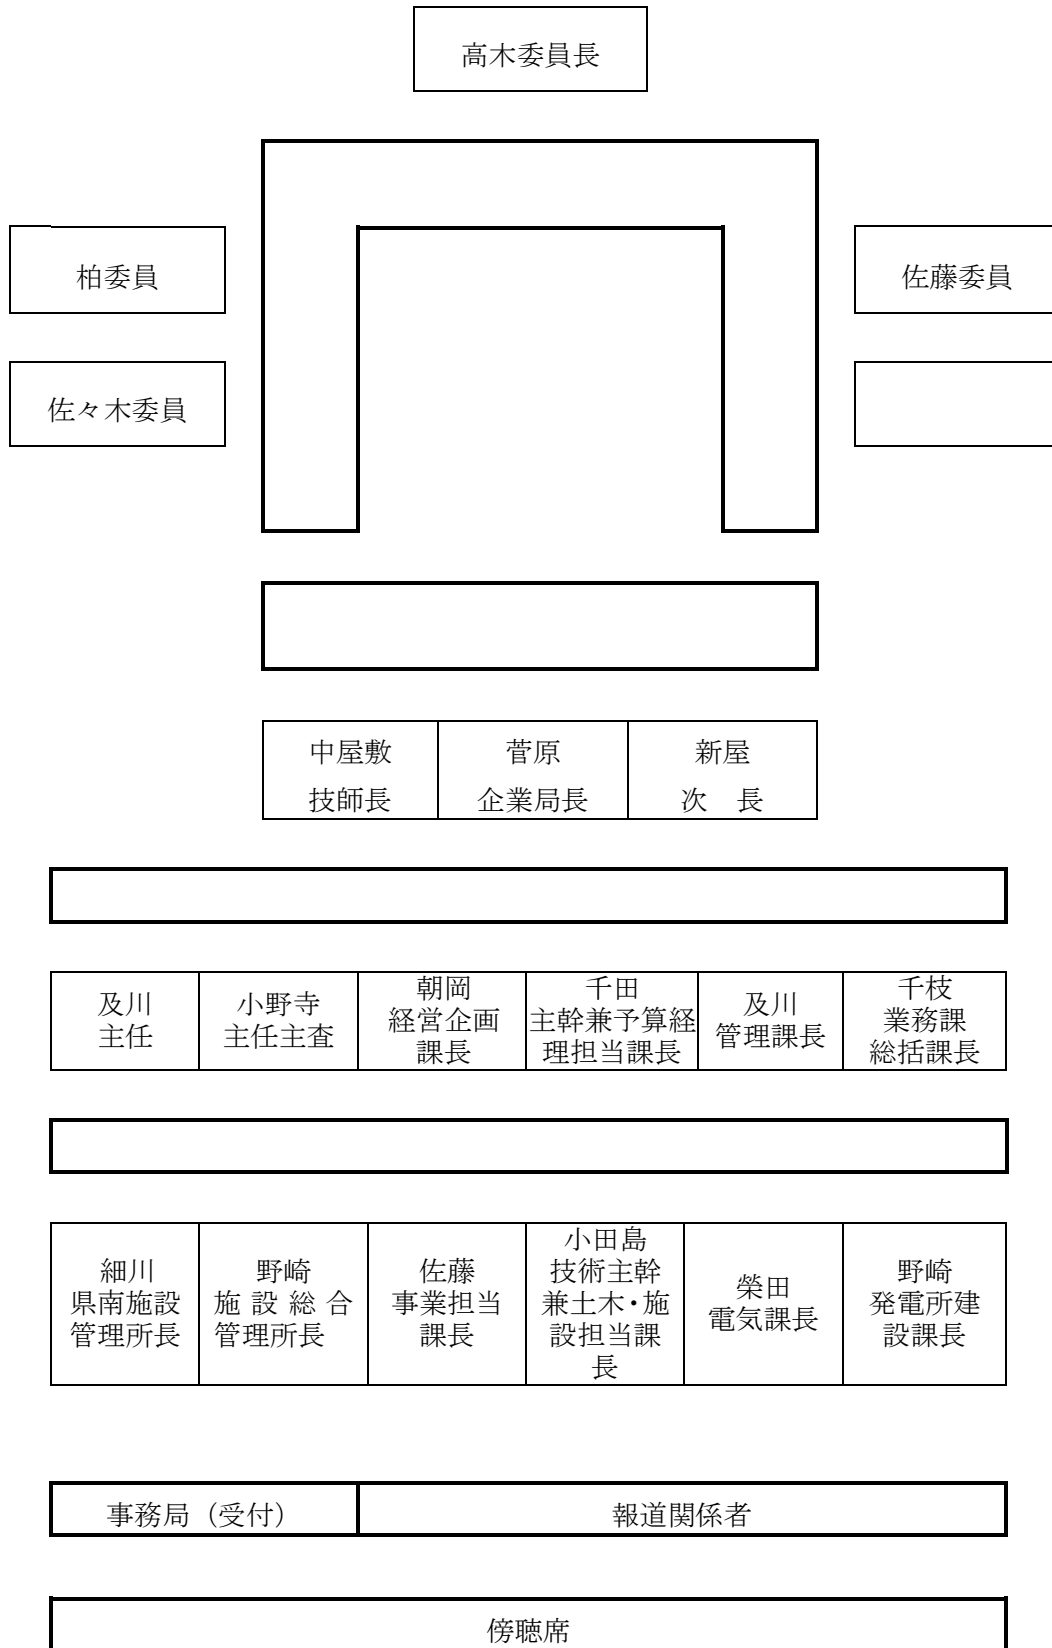 高木委員長
柏委員
佐藤委員
佐々木委員
中屋敷
技師長
菅原
企業局長
新屋
次　長
及川
主任
小野寺
主任主査
朝岡
経営企画
課長
千田
主幹兼予算経
理担当課長
及川
管理課長
千枝
業務課
総括課長
細川
県南施設
管理所長
野崎
施 設 総 合
管理所長
佐藤
事業担当
課長
小田島
技術主幹
兼土木・施
設担当課
長
榮田
電気課長
野崎
発電所建
設課長
事務局（受付）
報道関係者
傍聴席